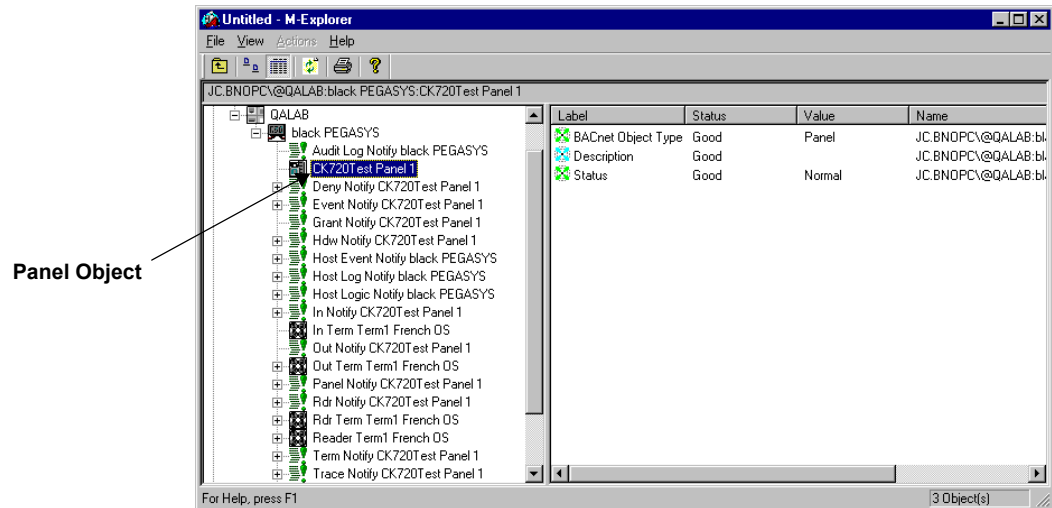 Untitled - M-Explorer
File View Actions Help
JC.BNOPC\@QALAB:black PEGASYS:CK720Test Panel 1
QALAB
black PEGASYS
Audit Log Notify black PEGASYS
CK720Test Panel 1
Deny Notify CK720Test Panel 1
Event Notify CK720Test Panel 1
Grant Notify CK720Test Panel 1
Hdw Notify CK720Test Panel 1
Host Event Notify black PEGASYS
Host Log Notify black PEGASYS
Host Logic Notify black PEGASYS
In Notify CK720Test Panel 1
In Term Term1 French OS
Out Notify CK720Test Panel 1
Out Term Term1 French OS
Panel Notify CK720Test Panel 1
Rdr Notify CK720Test Panel 1
Rdr Term Term1 French OS
Reader Term1 French OS
Term Notify CK720Test Panel 1
Trace Notify CK720Test Panel 1
Label Status Value Name
BACnet Object Type Good Panel JC.BNOPC\@QALAB:bl
Description Good JC.BNOPC\@QALAB:bl
Status Good Normal JC.BNOPC\@QALAB:bl
Panel Object
For Help, press F1
3 Object(s)